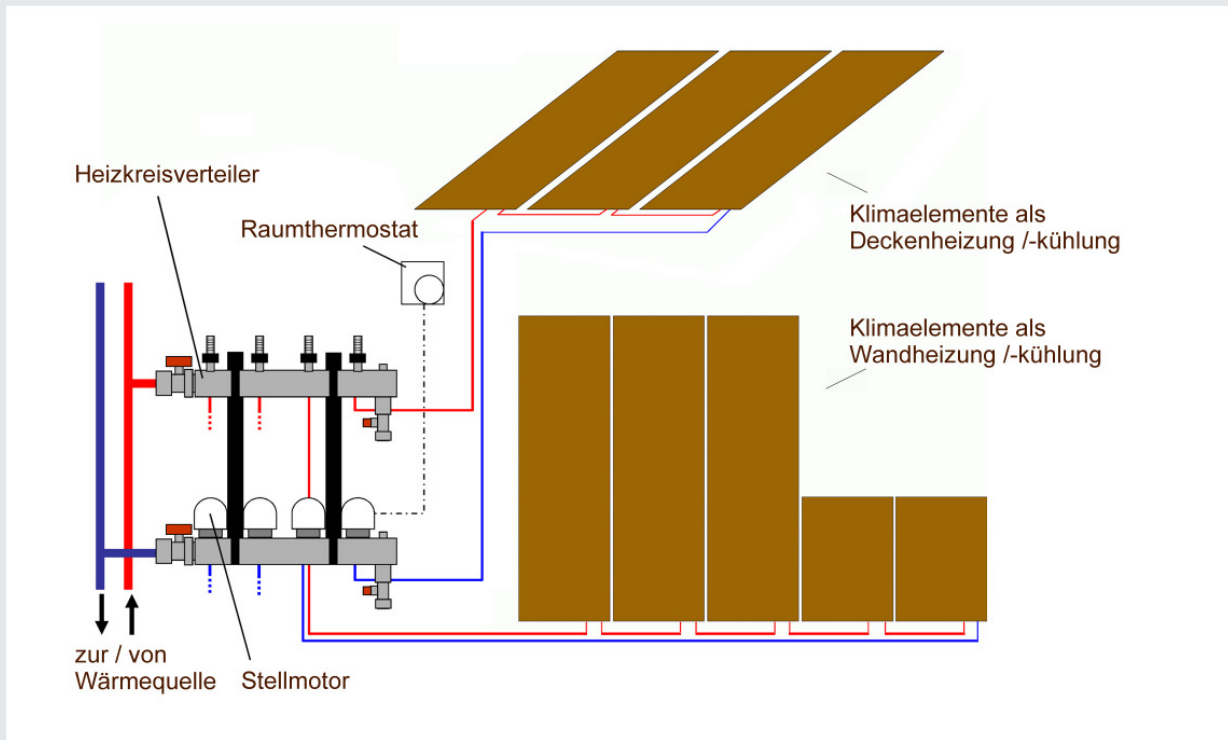 Heizkreisverteiler
Raumthermostat
Klimaelemente als
Deckenheizung /-kühlung
Klimaelemente als
Wandheizung /-kühlung
zur / von
Wärmequelle
Stellmotor